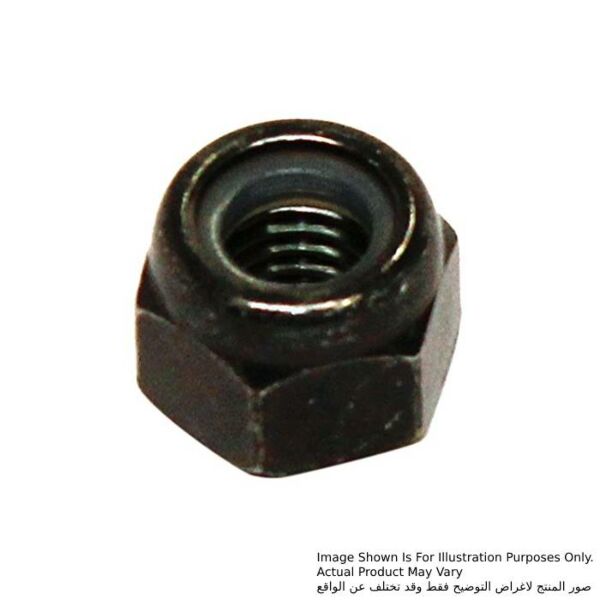 Image Shown Is For Illustration Purposes Only.
Actual Product May Vary
صور المنتج لاغراض التوضيح فقط وقد تختلف عن الواقع